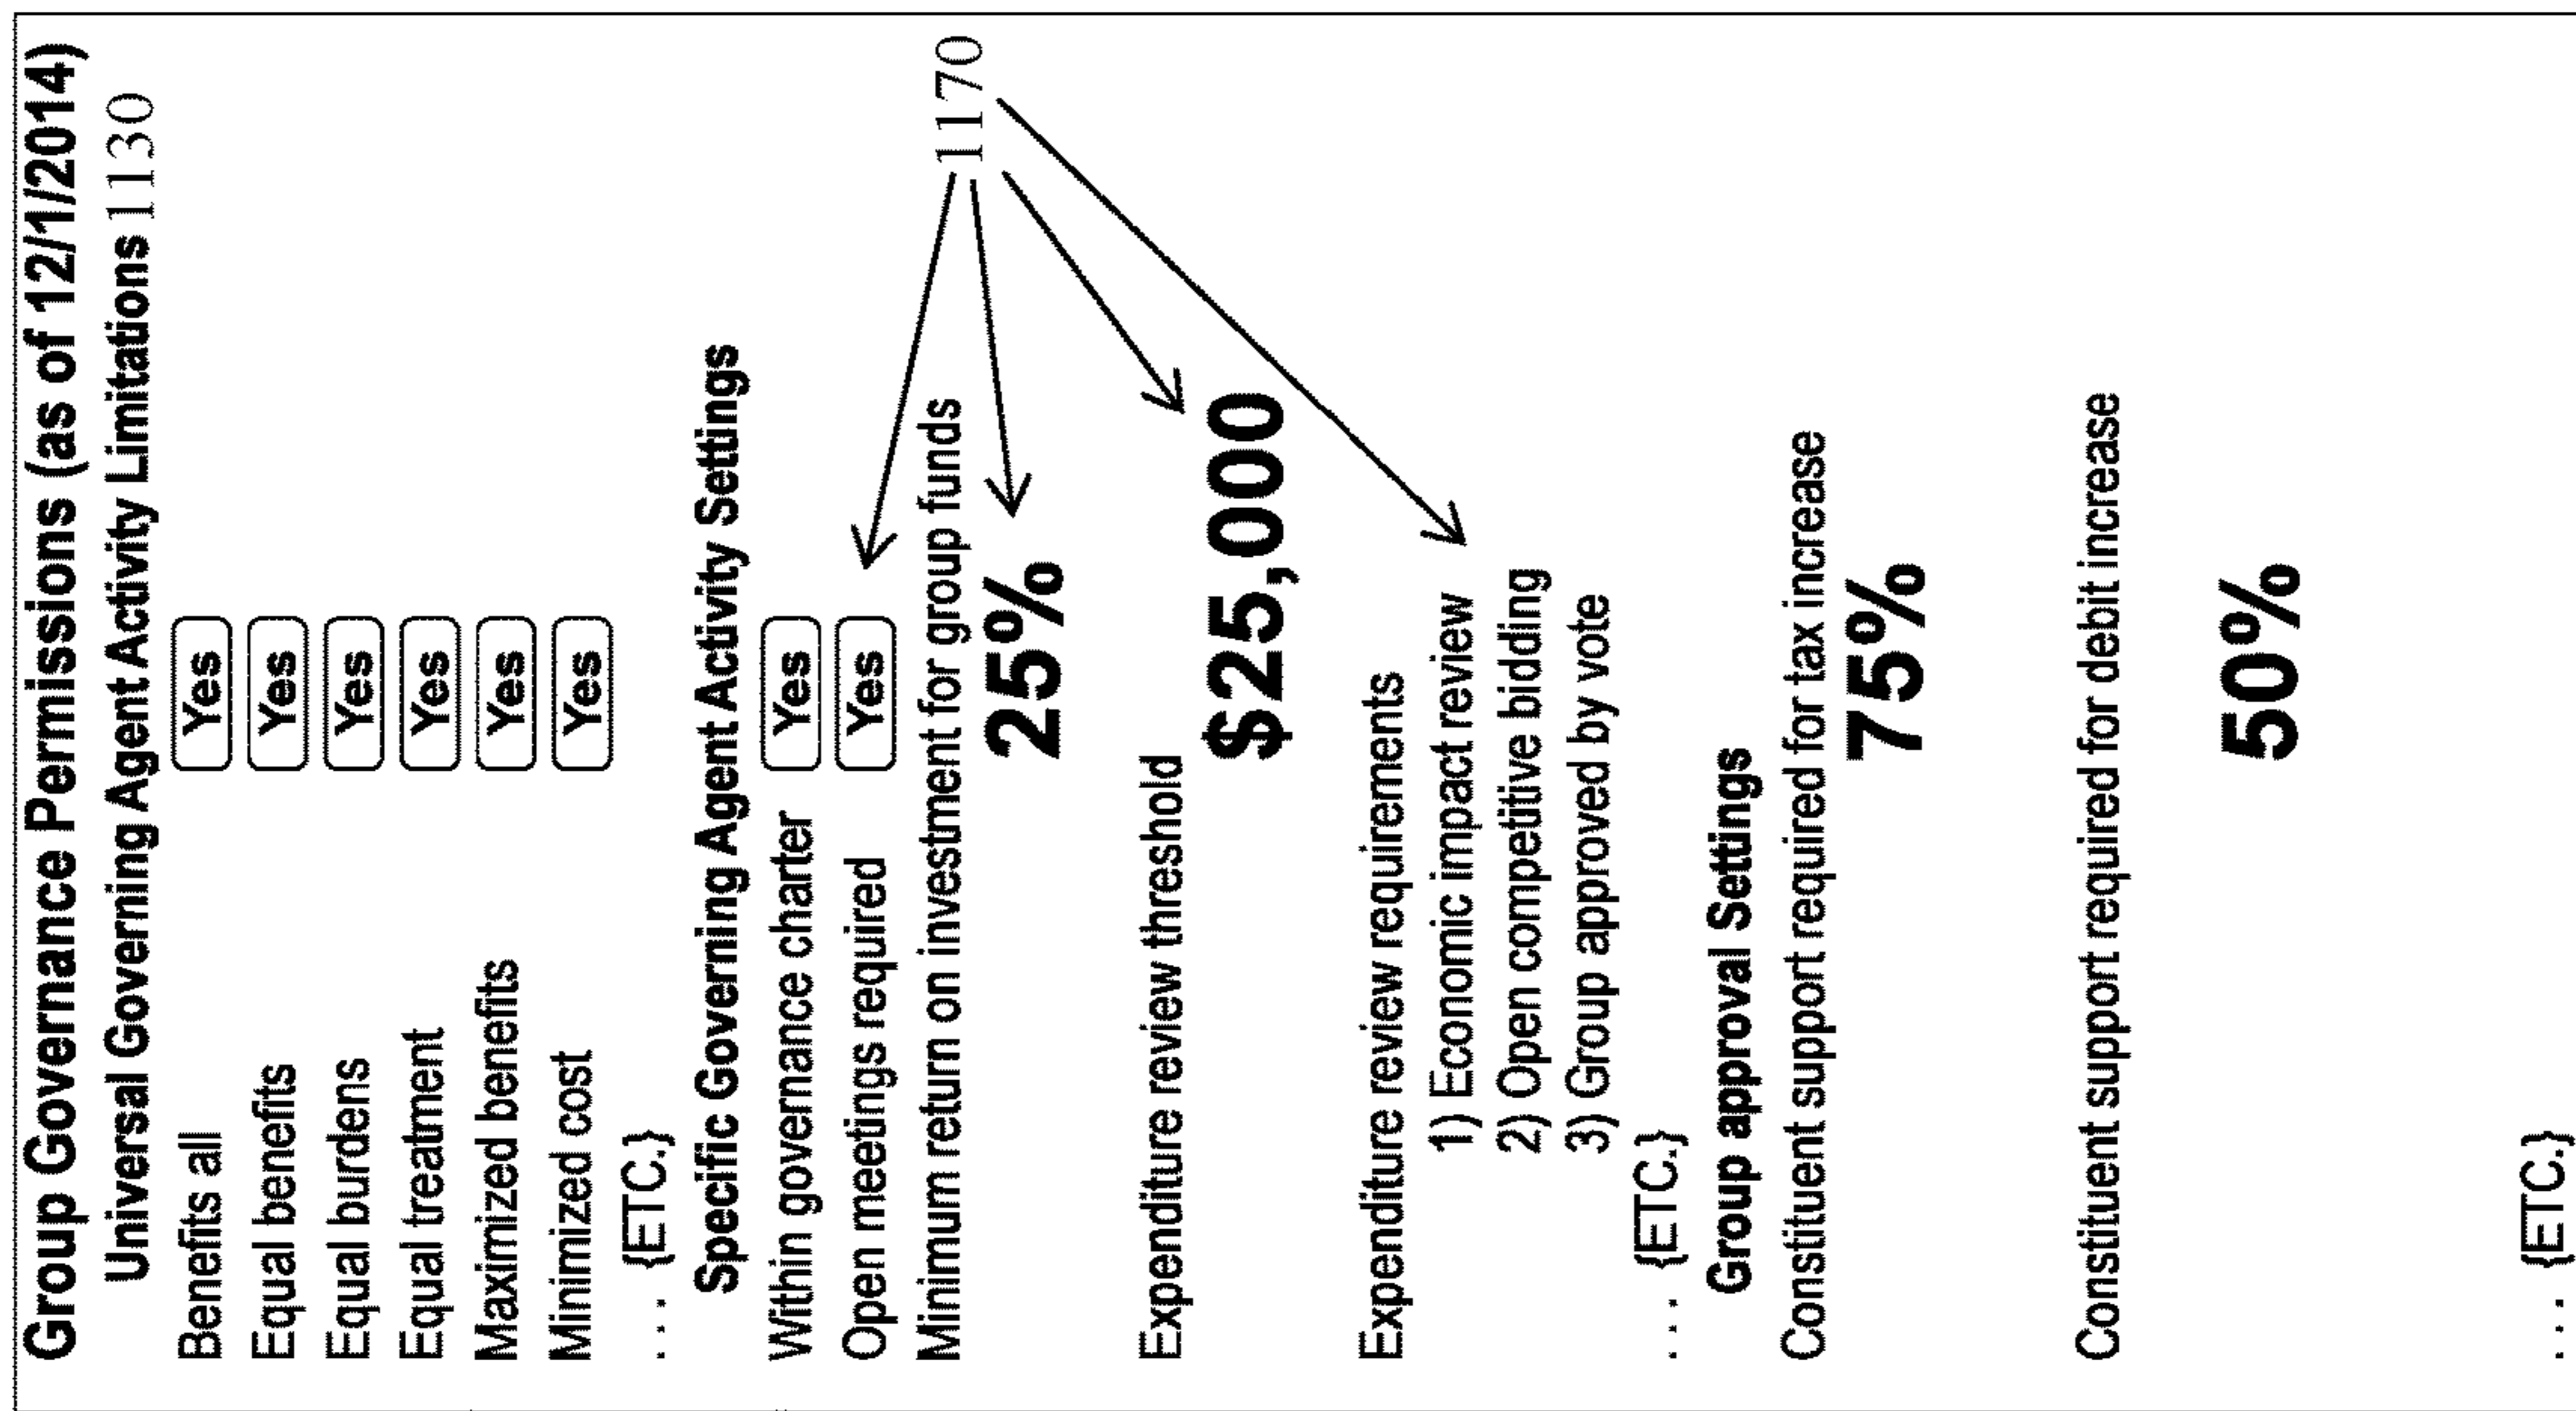 Group Governance Permissions (as of 12/1/2014)
Universal Governing Agent Activity Limitations 1130
Benefits all Yes
Equal benefits Yes
Equal burdens Yes
Equal treatment Yes
Maximized benefits Yes
Minimized cost Yes
. . . {ETC.}
Specific Governing Agent Activity Settings
Within governance charter Yes
Open meetings required Yes
Minimum return on investment for group funds
1170
25%
Expenditure review threshold
$25,000
Expenditure review requirements
1) Economic impact review
2) Open competitive bidding
3) Group approved by vote
. . . {ETC.}
Group approval Settings
Constituent support required for tax increase
75%
Constituent support required for debit increase
50%
. . . {ETC.}